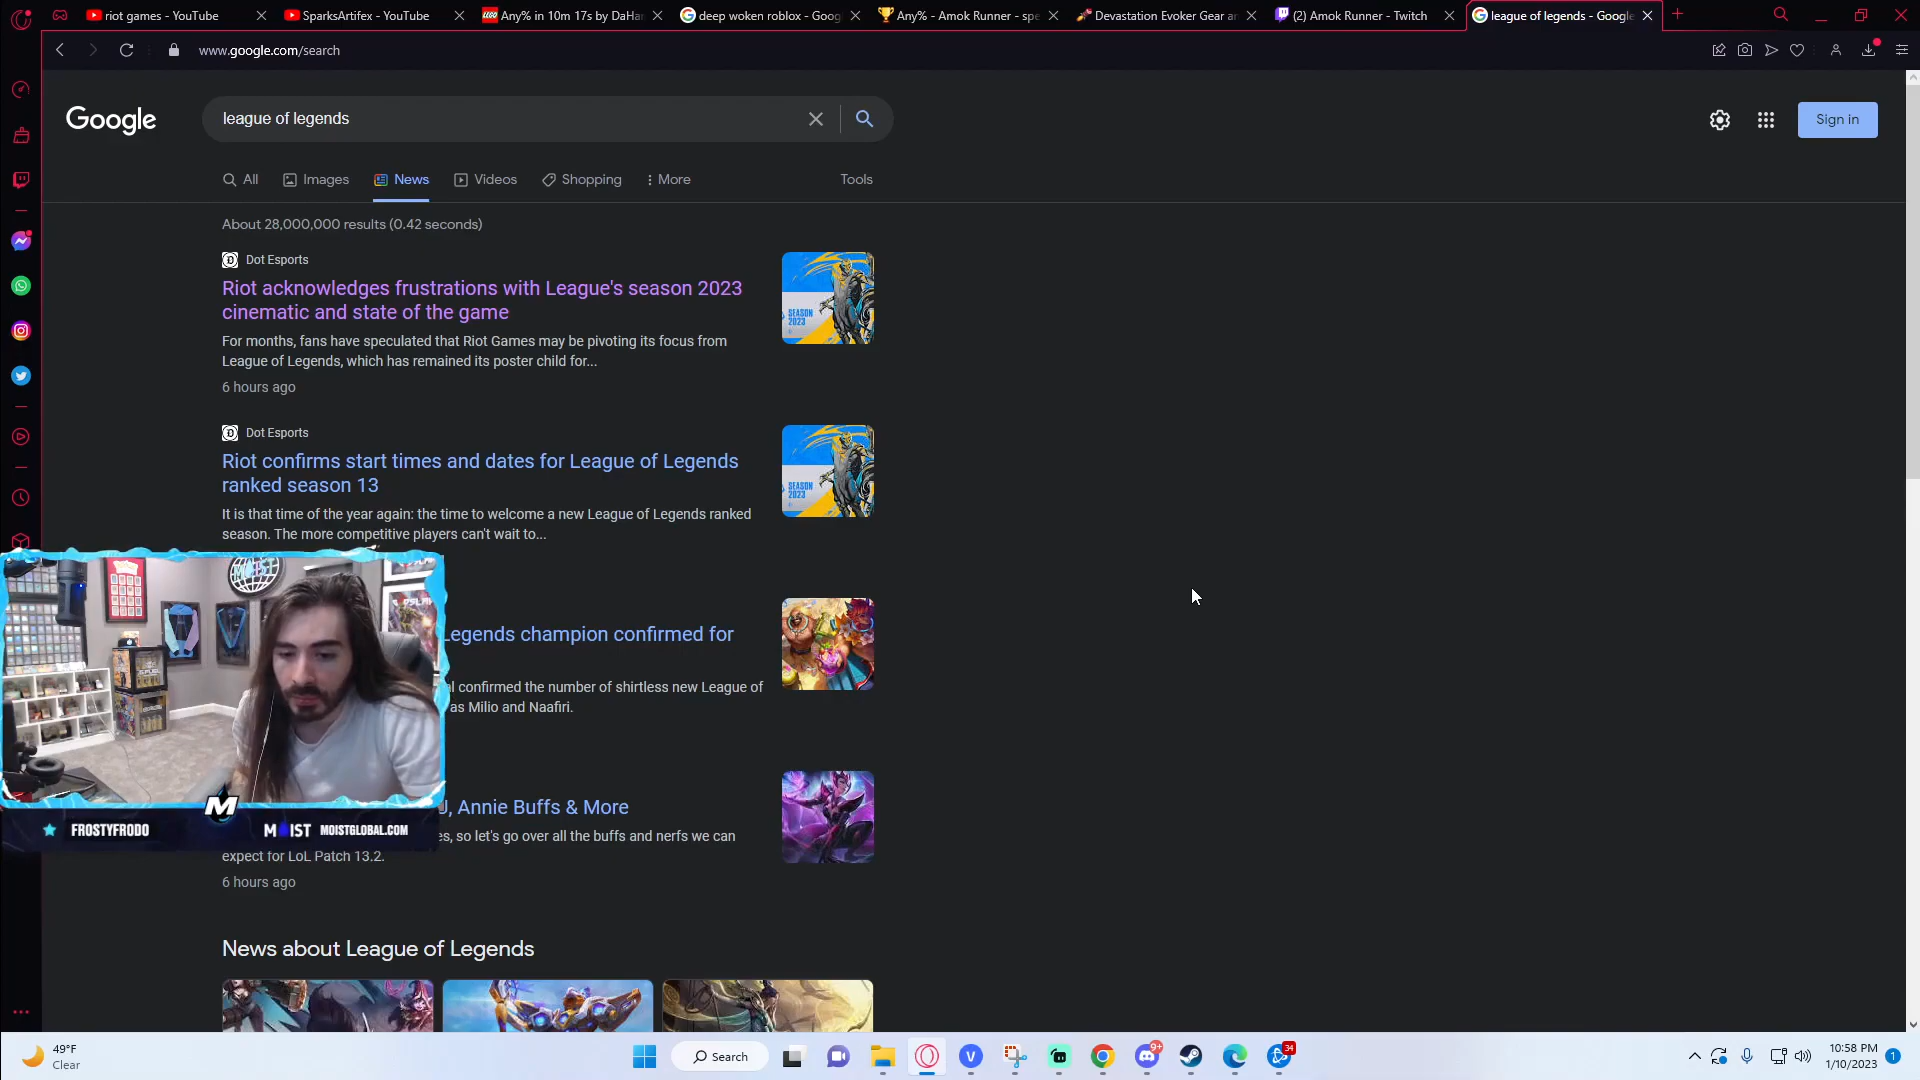 riot games - YouTube
SparksArtifex - YouTube
Any% in 10m 17s by DaHar
deep woken roblox - Goog
Any% - Amok Runner - spe
Devastation Evoker Gear an
(2) Amok Runner - Twitch
league of legends - Google
www.google.com/search
Google
league of legends
Sign in
All
Images
News
Videos
Shopping
More
Tools
About 28,000,000 results (0.42 seconds)
Dot Esports
Riot acknowledges frustrations with League's season 2023
cinematic and state of the game
For months, fans have speculated that Riot Games may be pivoting its focus from
League of Legends, which has remained its poster child for...
6 hours ago
SEASON
2023
Dot Esports
Riot confirms start times and dates for League of Legends
ranked season 13
It is that time of the year again: the time to welcome a new League of Legends ranked
season. The more competitive players can't wait to...
SEASON
2023
Legends champion confirmed for
confirmed the number of shirtless new League of
as Milio and Naafiri.
, Annie Buffs & More
es, so let's go over all the buffs and nerfs we can
expect for LoL Patch 13.2.
6 hours ago
MOIST
M
FROSTYFRODO
MOIST
MOISTGLOBAL.COM
News about League of Legends
49°F
Clear
Search
9+
34
10:58 PM
1/10/2023
1